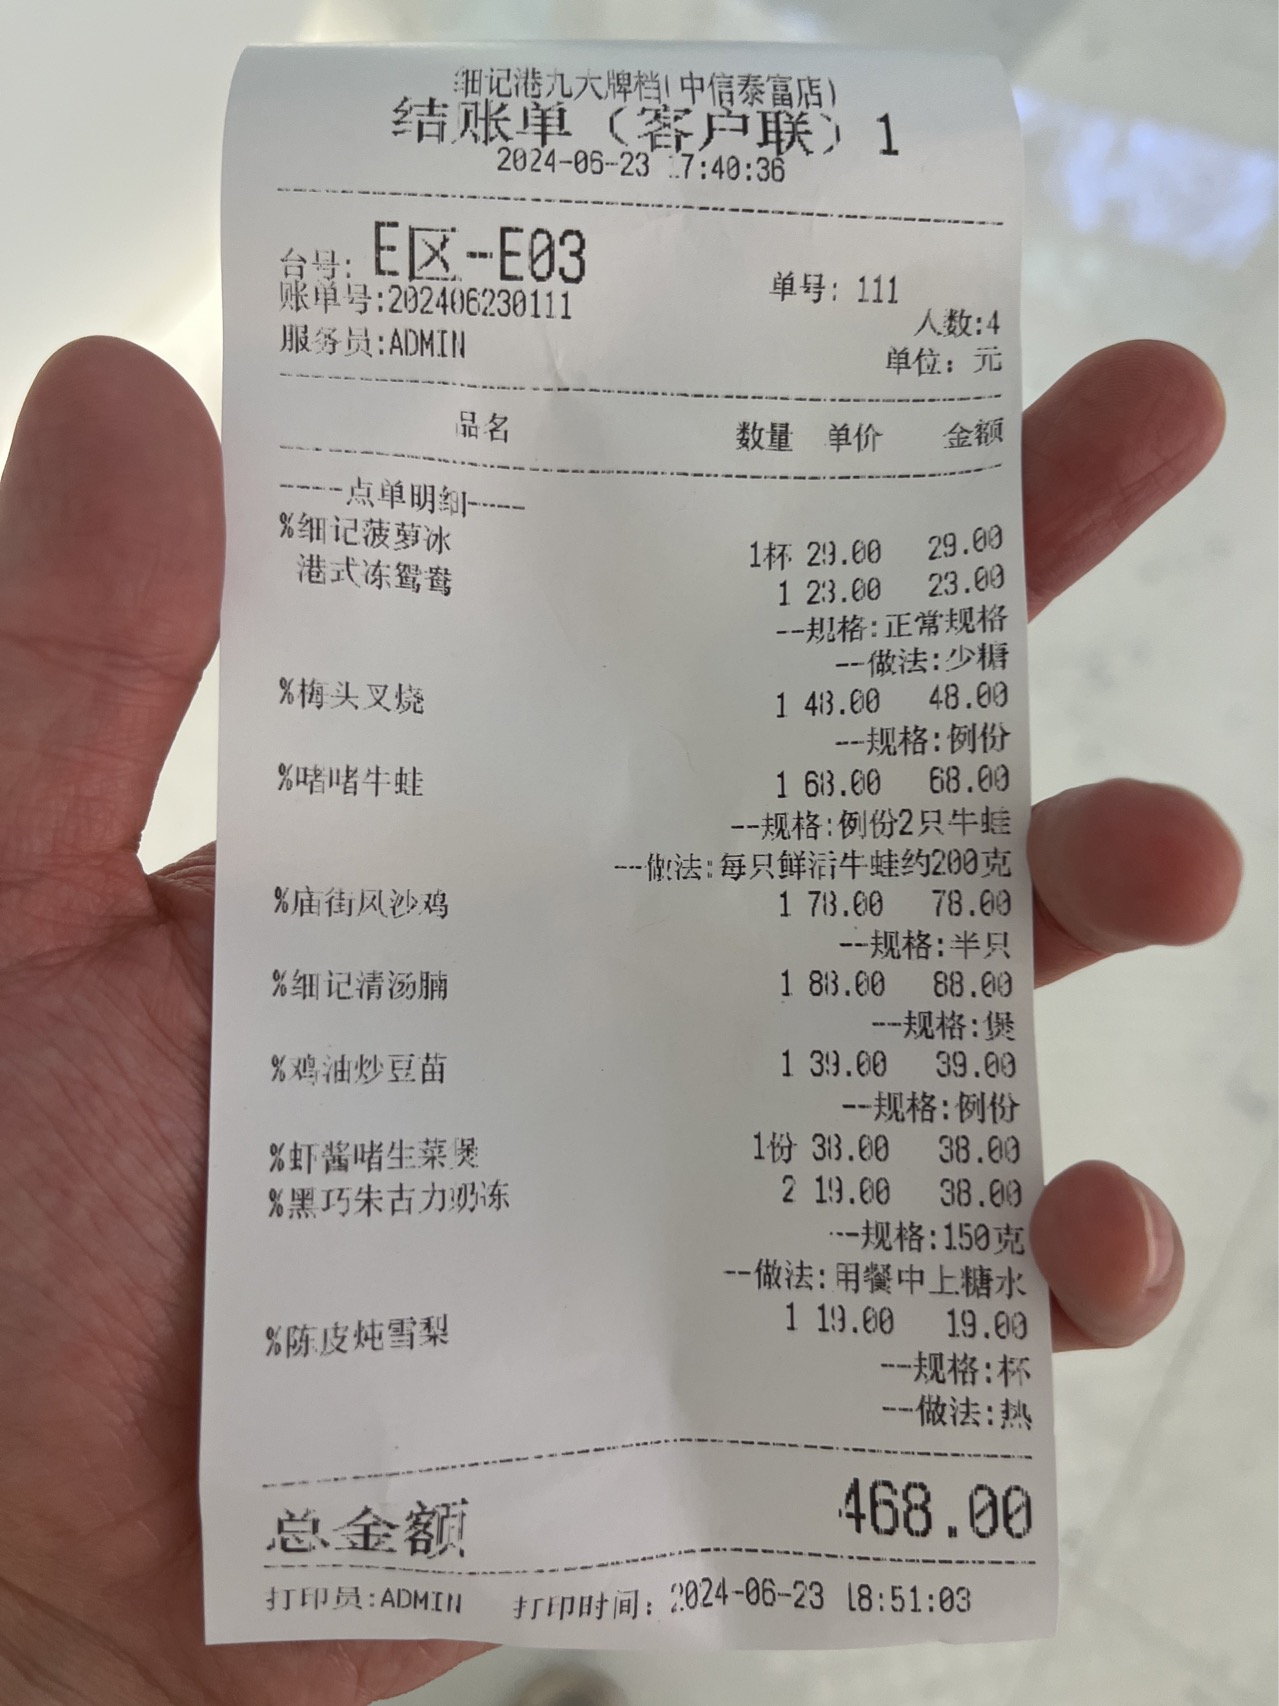 细记港九大牌档(中信泰富店)
结账单（客户联）1
2024-06-23 17:40:36
台号: E区-E03 单号: 111
账单号:202406230111 人数:4
服务员:ADMIN 单位: 元
品名 数量 单价 金额
-----点单明细-----
%细记菠萝冰 1杯 29.00 29.00
港式冻鸳鸯 1 23.00 23.00
--规格:正常规格
--做法:少糖
%梅头叉烧 1 48.00 48.00
--规格:例份
%啫啫牛蛙 1 68.00 68.00
--规格:例份2只牛蛙
--做法:每只鲜活牛蛙约200克
%庙街风沙鸡 1 78.00 78.00
--规格:半只
%细记清汤腩 1 88.00 88.00
--规格:煲
%鸡油炒豆苗 1 39.00 39.00
--规格:例份
%虾酱啫生菜煲 1份 38.00 38.00
%黑巧朱古力奶冻 2 19.00 38.00
--规格:150克
--做法:用餐中上糖水
%陈皮炖雪梨 1 19.00 19.00
--规格:杯
--做法:热
总金额 468.00
打印员:ADMIN 打印时间: 2024-06-23 18:51:03